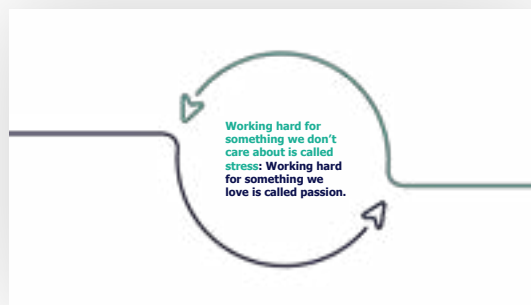 Working hard for
something we don’t
care about is called
stress: Working hard
for something we
love is called passion.